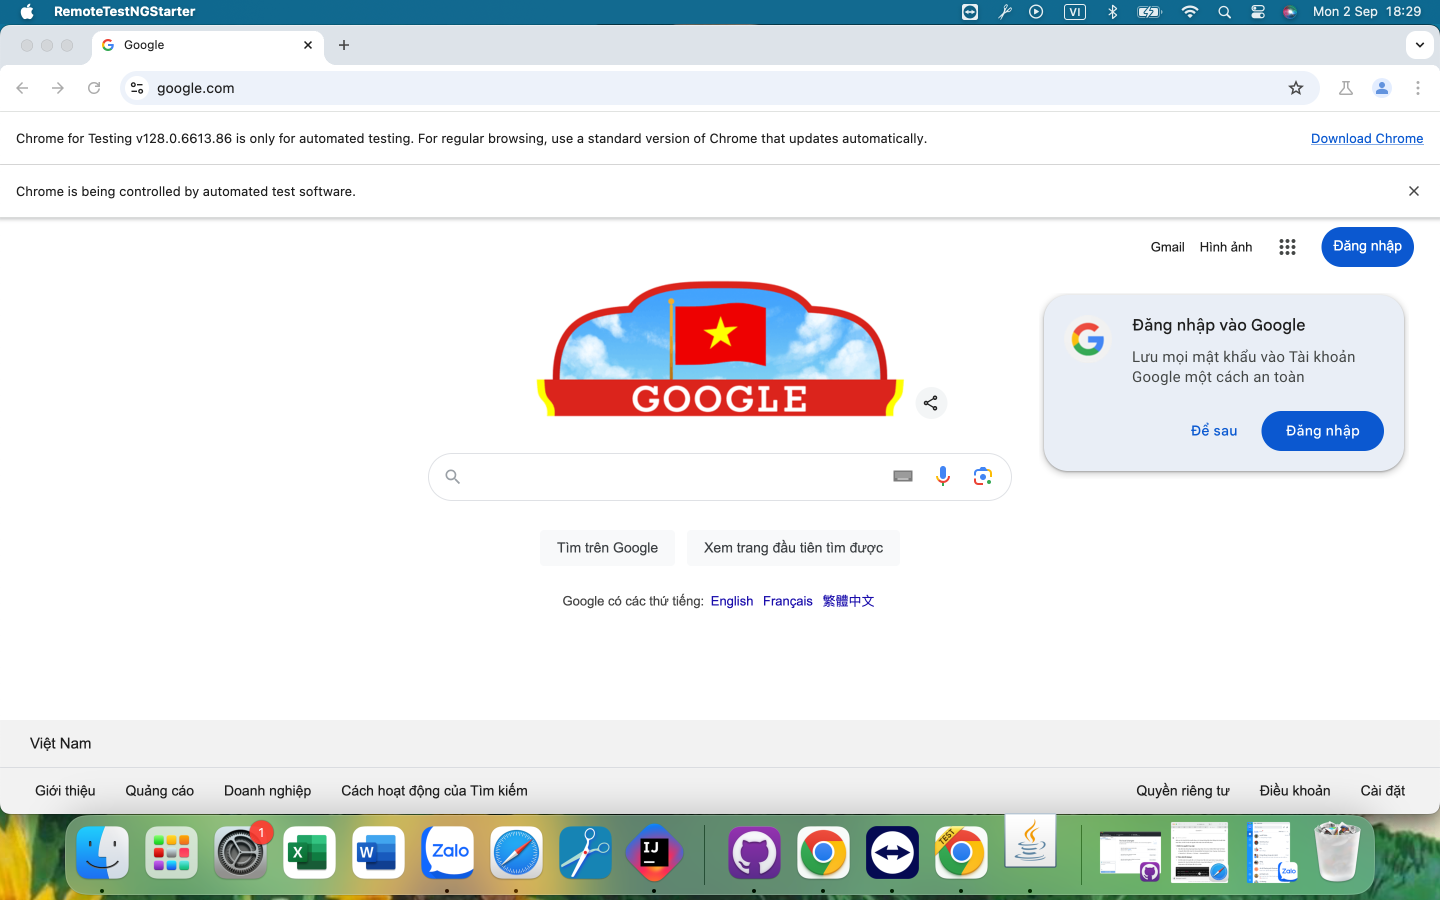 RemoteTestNGStarter
VI
Mon 2 Sep 18:29
Google
google.com
Chrome for Testing v128.0.6613.86 is only for automated testing. For regular browsing, use a standard version of Chrome that updates automatically.
Download Chrome
Chrome is being controlled by automated test software.
Gmail Hình ảnh
Đăng nhập
GOOGLE
Đăng nhập vào Google
Lưu mọi mật khẩu vào Tài khoản
Google một cách an toàn
Để sau
Đăng nhập
Tìm trên Google
Xem trang đầu tiên tìm được
Google có các thứ tiếng: English Français 繁體中文
Việt Nam
Giới thiệu Quảng cáo Doanh nghiệp Cách hoạt động của Tìm kiếm
Quyền riêng tư Điều khoản Cài đặt
1
X
W
Zalo
IJ
TEST
Zalo